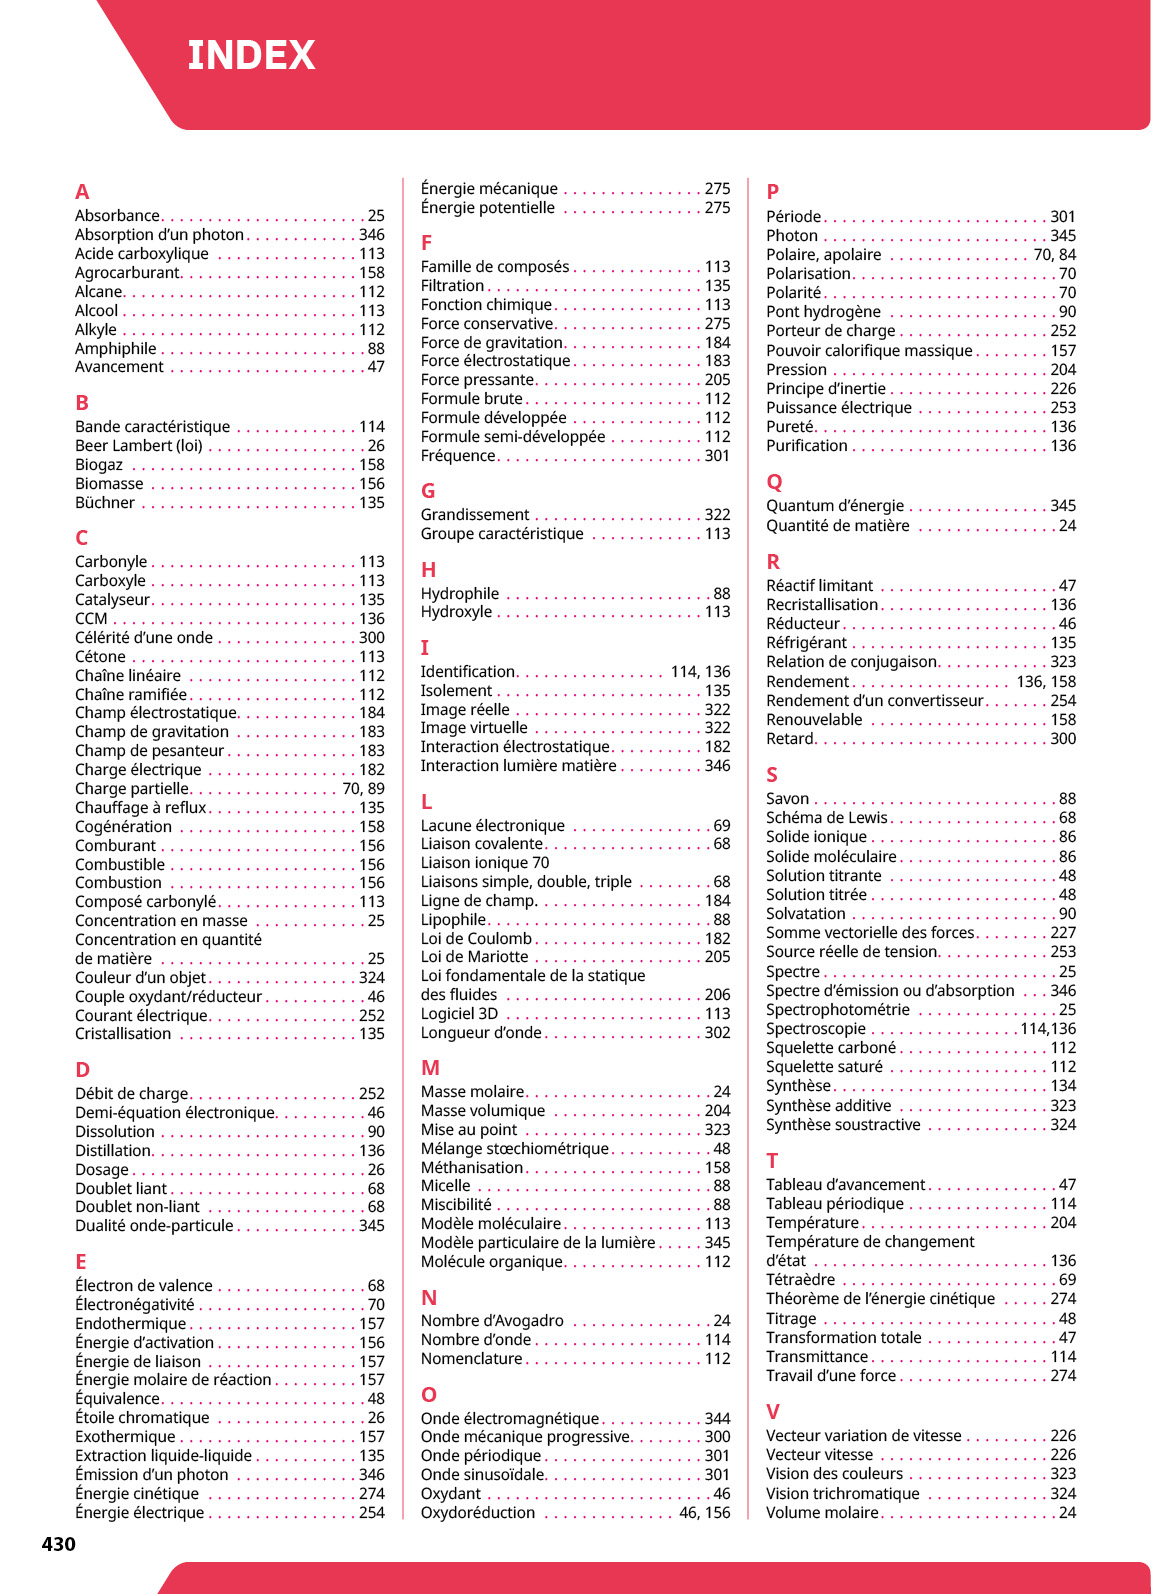 INDEX
A
Absorbance. . . . . . . . . . . . . . . . . . . . . . 25
Absorption d’un photon . . . . . . . . . . . . 346
Acide carboxylique . . . . . . . . . . . . . . . 113
Agrocarburant. . . . . . . . . . . . . . . . . . . 158
Alcane. . . . . . . . . . . . . . . . . . . . . . . . . 112
Alcool . . . . . . . . . . . . . . . . . . . . . . . . . 113
Alkyle . . . . . . . . . . . . . . . . . . . . . . . . . 112
Amphiphile . . . . . . . . . . . . . . . . . . . . . . 88
Avancement . . . . . . . . . . . . . . . . . . . . . 47
B
Bande caractéristique . . . . . . . . . . . . . 114
Beer Lambert (loi) . . . . . . . . . . . . . . . . . 26
Biogaz . . . . . . . . . . . . . . . . . . . . . . . . 158
Biomasse . . . . . . . . . . . . . . . . . . . . . . 156
Büchner . . . . . . . . . . . . . . . . . . . . . . . 135
C
Carbonyle . . . . . . . . . . . . . . . . . . . . . . 113
Carboxyle . . . . . . . . . . . . . . . . . . . . . . 113
Catalyseur. . . . . . . . . . . . . . . . . . . . . . 135
CCM . . . . . . . . . . . . . . . . . . . . . . . . . . 136
Célérité d’une onde . . . . . . . . . . . . . . . 300
Cétone . . . . . . . . . . . . . . . . . . . . . . . . 113
Chaîne linéaire . . . . . . . . . . . . . . . . . . 112
Chaîne ramifiée . . . . . . . . . . . . . . . . . . 112
Champ électrostatique. . . . . . . . . . . . . 184
Champ de gravitation . . . . . . . . . . . . . 183
Champ de pesanteur . . . . . . . . . . . . . . 183
Charge électrique . . . . . . . . . . . . . . . . 182
Charge partielle. . . . . . . . . . . . . . . . 70, 89
Chauffage à reflux . . . . . . . . . . . . . . . . 135
Cogénération . . . . . . . . . . . . . . . . . . . 158
Comburant . . . . . . . . . . . . . . . . . . . . . 156
Combustible . . . . . . . . . . . . . . . . . . . . 156
Combustion . . . . . . . . . . . . . . . . . . . . 156
Composé carbonylé . . . . . . . . . . . . . . . 113
Concentration en masse . . . . . . . . . . . . 25
Concentration en quantité
de matière . . . . . . . . . . . . . . . . . . . . . . 25
Couleur d’un objet . . . . . . . . . . . . . . . . 324
Couple oxydant/réducteur . . . . . . . . . . . 46
Courant électrique. . . . . . . . . . . . . . . . 252
Cristallisation . . . . . . . . . . . . . . . . . . . 135
D
Débit de charge. . . . . . . . . . . . . . . . . . 252
Demi-équation électronique. . . . . . . . . . 46
Dissolution . . . . . . . . . . . . . . . . . . . . . . 90
Distillation. . . . . . . . . . . . . . . . . . . . . . 136
Dosage . . . . . . . . . . . . . . . . . . . . . . . . . 26
Doublet liant . . . . . . . . . . . . . . . . . . . . . 68
Doublet non-liant . . . . . . . . . . . . . . . . . 68
Dualité onde-particule . . . . . . . . . . . . . 345
E
Électron de valence . . . . . . . . . . . . . . . . 68
Électronégativité . . . . . . . . . . . . . . . . . . 70
Endothermique . . . . . . . . . . . . . . . . . . 157
Énergie d’activation . . . . . . . . . . . . . . . 156
Énergie de liaison . . . . . . . . . . . . . . . . 157
Énergie molaire de réaction . . . . . . . . . 157
Équivalence. . . . . . . . . . . . . . . . . . . . . . 48
Étoile chromatique . . . . . . . . . . . . . . . . 26
Exothermique . . . . . . . . . . . . . . . . . . . 157
Extraction liquide-liquide . . . . . . . . . . . 135
Émission d’un photon . . . . . . . . . . . . . 346
Énergie cinétique . . . . . . . . . . . . . . . . 274
Énergie électrique . . . . . . . . . . . . . . . . 254
Énergie mécanique . . . . . . . . . . . . . . . 275
Énergie potentielle . . . . . . . . . . . . . . . 275
F
Famille de composés . . . . . . . . . . . . . . 113
Filtration . . . . . . . . . . . . . . . . . . . . . . . 135
Fonction chimique. . . . . . . . . . . . . . . . 113
Force conservative. . . . . . . . . . . . . . . . 275
Force de gravitation. . . . . . . . . . . . . . . 184
Force électrostatique . . . . . . . . . . . . . . 183
Force pressante. . . . . . . . . . . . . . . . . . 205
Formule brute . . . . . . . . . . . . . . . . . . . 112
Formule développée . . . . . . . . . . . . . . 112
Formule semi-développée . . . . . . . . . . 112
Fréquence. . . . . . . . . . . . . . . . . . . . . . 301
G
Grandissement . . . . . . . . . . . . . . . . . . 322
Groupe caractéristique . . . . . . . . . . . . 113
H
Hydrophile . . . . . . . . . . . . . . . . . . . . . . 88
Hydroxyle . . . . . . . . . . . . . . . . . . . . . . 113
I
Identification. . . . . . . . . . . . . . . . 114, 136
Isolement . . . . . . . . . . . . . . . . . . . . . . 135
Image réelle . . . . . . . . . . . . . . . . . . . . 322
Image virtuelle . . . . . . . . . . . . . . . . . . 322
Interaction électrostatique. . . . . . . . . . 182
Interaction lumière matière . . . . . . . . . 346
L
Lacune électronique . . . . . . . . . . . . . . . 69
Liaison covalente. . . . . . . . . . . . . . . . . . 68
Liaison ionique 70
Liaisons simple, double, triple . . . . . . . . 68
Ligne de champ. . . . . . . . . . . . . . . . . . 184
Lipophile. . . . . . . . . . . . . . . . . . . . . . . . 88
Loi de Coulomb . . . . . . . . . . . . . . . . . . 182
Loi de Mariotte . . . . . . . . . . . . . . . . . . 205
Loi fondamentale de la statique
des fluides . . . . . . . . . . . . . . . . . . . . . 206
Logiciel 3D . . . . . . . . . . . . . . . . . . . . . 113
Longueur d’onde . . . . . . . . . . . . . . . . . 302
M
Masse molaire. . . . . . . . . . . . . . . . . . . . 24
Masse volumique . . . . . . . . . . . . . . . . 204
Mise au point . . . . . . . . . . . . . . . . . . . 323
Mélange stœchiométrique . . . . . . . . . . . 48
Méthanisation . . . . . . . . . . . . . . . . . . . 158
Micelle . . . . . . . . . . . . . . . . . . . . . . . . . 88
Miscibilité . . . . . . . . . . . . . . . . . . . . . . . 88
Modèle moléculaire . . . . . . . . . . . . . . . 113
Modèle particulaire de la lumière . . . . . 345
Molécule organique. . . . . . . . . . . . . . . 112
N
Nombre d’Avogadro . . . . . . . . . . . . . . . 24
Nombre d’onde . . . . . . . . . . . . . . . . . . 114
Nomenclature . . . . . . . . . . . . . . . . . . . 112
O
Onde électromagnétique . . . . . . . . . . . 344
Onde mécanique progressive. . . . . . . . 300
Onde périodique . . . . . . . . . . . . . . . . . 301
Onde sinusoïdale. . . . . . . . . . . . . . . . . 301
Oxydant . . . . . . . . . . . . . . . . . . . . . . . . 46
Oxydoréduction . . . . . . . . . . . . . . 46, 156
P
Période . . . . . . . . . . . . . . . . . . . . . . . . 301
Photon . . . . . . . . . . . . . . . . . . . . . . . . 345
Polaire, apolaire . . . . . . . . . . . . . . . 70, 84
Polarisation. . . . . . . . . . . . . . . . . . . . . . 70
Polarité . . . . . . . . . . . . . . . . . . . . . . . . . 70
Pont hydrogène . . . . . . . . . . . . . . . . . . 90
Porteur de charge . . . . . . . . . . . . . . . . 252
Pouvoir calorifique massique . . . . . . . . 157
Pression . . . . . . . . . . . . . . . . . . . . . . . 204
Principe d’inertie . . . . . . . . . . . . . . . . . 226
Puissance électrique . . . . . . . . . . . . . . 253
Pureté. . . . . . . . . . . . . . . . . . . . . . . . . 136
Purification . . . . . . . . . . . . . . . . . . . . . 136
Q
Quantum d’énergie . . . . . . . . . . . . . . . 345
Quantité de matière . . . . . . . . . . . . . . . 24
R
Réactif limitant . . . . . . . . . . . . . . . . . . . 47
Recristallisation . . . . . . . . . . . . . . . . . . 136
Réducteur . . . . . . . . . . . . . . . . . . . . . . . 46
Réfrigérant . . . . . . . . . . . . . . . . . . . . . 135
Relation de conjugaison. . . . . . . . . . . . 323
Rendement . . . . . . . . . . . . . . . . . 136, 158
Rendement d’un convertisseur . . . . . . . 254
Renouvelable . . . . . . . . . . . . . . . . . . . 158
Retard. . . . . . . . . . . . . . . . . . . . . . . . . 300
S
Savon . . . . . . . . . . . . . . . . . . . . . . . . . . 88
Schéma de Lewis . . . . . . . . . . . . . . . . . . 68
Solide ionique . . . . . . . . . . . . . . . . . . . . 86
Solide moléculaire . . . . . . . . . . . . . . . . . 86
Solution titrante . . . . . . . . . . . . . . . . . . 48
Solution titrée . . . . . . . . . . . . . . . . . . . . 48
Solvatation . . . . . . . . . . . . . . . . . . . . . . 90
Somme vectorielle des forces . . . . . . . . 227
Source réelle de tension. . . . . . . . . . . . 253
Spectre . . . . . . . . . . . . . . . . . . . . . . . . . 25
Spectre d’émission ou d’absorption . . . 346
Spectrophotométrie . . . . . . . . . . . . . . . 25
Spectroscopie . . . . . . . . . . . . . . . . 114,136
Squelette carboné . . . . . . . . . . . . . . . . 112
Squelette saturé . . . . . . . . . . . . . . . . . 112
Synthèse . . . . . . . . . . . . . . . . . . . . . . . 134
Synthèse additive . . . . . . . . . . . . . . . . 323
Synthèse soustractive . . . . . . . . . . . . . 324
T
Tableau d’avancement . . . . . . . . . . . . . . 47
Tableau périodique . . . . . . . . . . . . . . . 114
Température . . . . . . . . . . . . . . . . . . . . 204
Température de changement
d’état . . . . . . . . . . . . . . . . . . . . . . . . . 136
Tétraèdre . . . . . . . . . . . . . . . . . . . . . . . 69
Théorème de l’énergie cinétique . . . . . 274
Titrage . . . . . . . . . . . . . . . . . . . . . . . . . 48
Transformation totale . . . . . . . . . . . . . . 47
Transmittance . . . . . . . . . . . . . . . . . . . 114
Travail d’une force . . . . . . . . . . . . . . . . 274
V
Vecteur variation de vitesse . . . . . . . . . 226
Vecteur vitesse . . . . . . . . . . . . . . . . . . 226
Vision des couleurs . . . . . . . . . . . . . . . 323
Vision trichromatique . . . . . . . . . . . . . 324
Volume molaire. . . . . . . . . . . . . . . . . . . 24
430